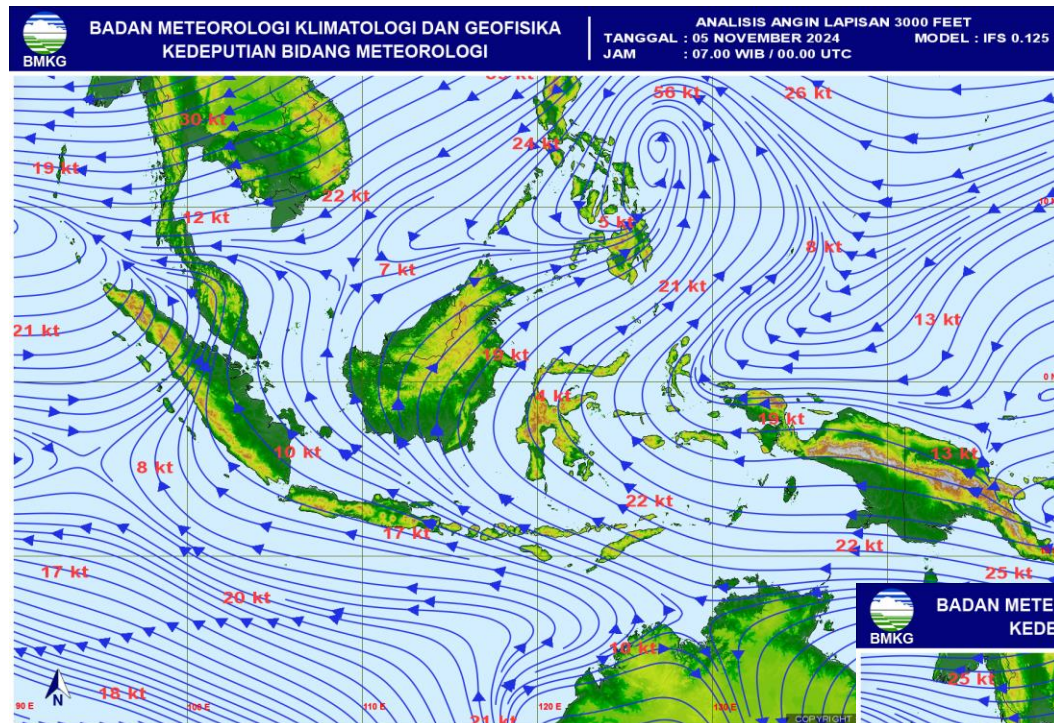 BADAN METEOROLOGI KLIMATOLOGI DAN GEOFISIKA
KEDEPUTIAN BIDANG METEOROLOGI
BMKG
ANALISIS ANGIN LAPISAN 3000 FEET
TANGGAL : 05 NOVEMBER 2024 MODEL : IFS 0.125
JAM : 07.00 WIB / 00.00 UTC
56 kt
26 kt
30 kt
24 kt
19 kt
22 kt
12 kt
5 kt
8 kt
7 kt
21 kt
21 kt
13 kt
0 N
4 kt
10 kt
13 kt
8 kt
22 kt
17 kt
22 kt
17 kt
25 kt
20 kt
BADAN METE
KEDE
BMKG
10 kt
25 kt
18 kt
21 kt
N
90 E
100 E
110 E
120 E
130 E
COPYRIGHT